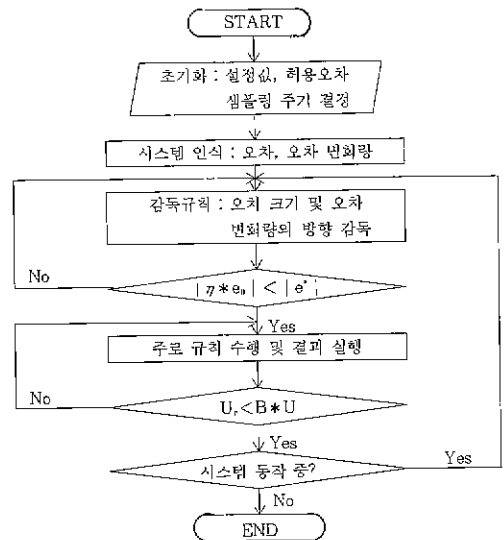 START
초기화 : 설정값, 허용오차
샘플링 주기 결정
시스템 인식 : 오차, 오차 변화량
감독규칙 : 오차 크기 및 오차
변화량의 방향 감독
No
| η * eₙ | < | e* |
Yes
주로 규칙 수행 및 결과 실행
No
Uᵣ < B * U
Yes
시스템 동작 중?
Yes
No
END